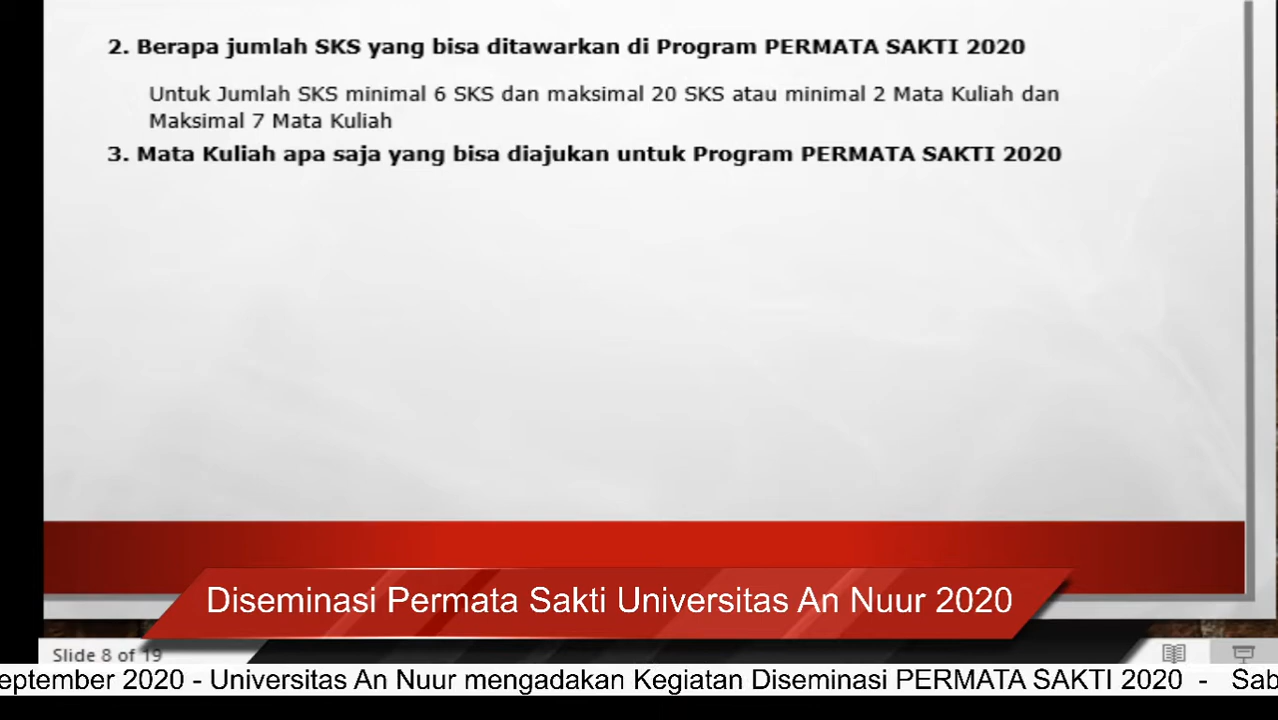 2. Berapa jumlah SKS yang bisa ditawarkan di Program PERMATA SAKTI 2020
Untuk Jumlah SKS minimal 6 SKS dan maksimal 20 SKS atau minimal 2 Mata Kuliah dan
Maksimal 7 Mata Kuliah
3. Mata Kuliah apa saja yang bisa diajukan untuk Program PERMATA SAKTI 2020
Diseminasi Permata Sakti Universitas An Nuur 2020
Slide 8 of 19
eptember 2020 - Universitas An Nuur mengadakan Kegiatan Diseminasi PERMATA SAKTI 2020 - Sab